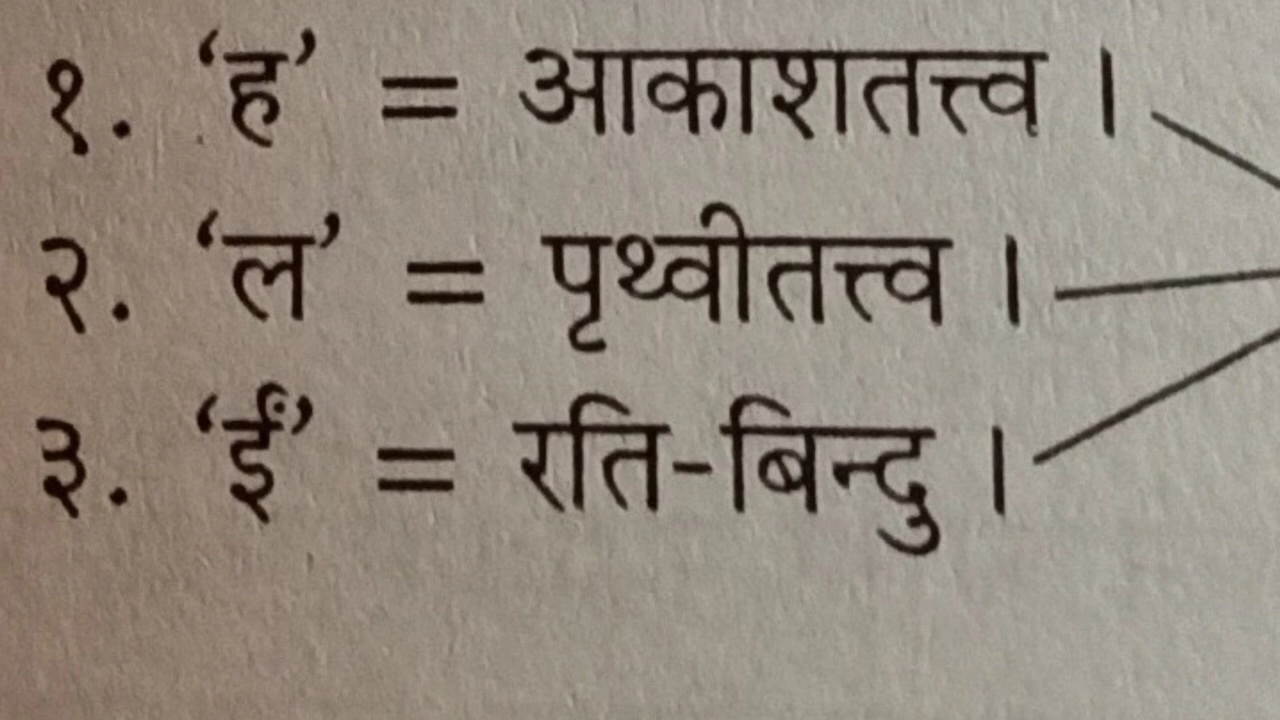 १. ‘ह’ = आकाशतत्त्व ।
२. ‘ल’ = पृथ्वीतत्त्व ।
३. ‘ईं’ = रति-बिन्दु ।